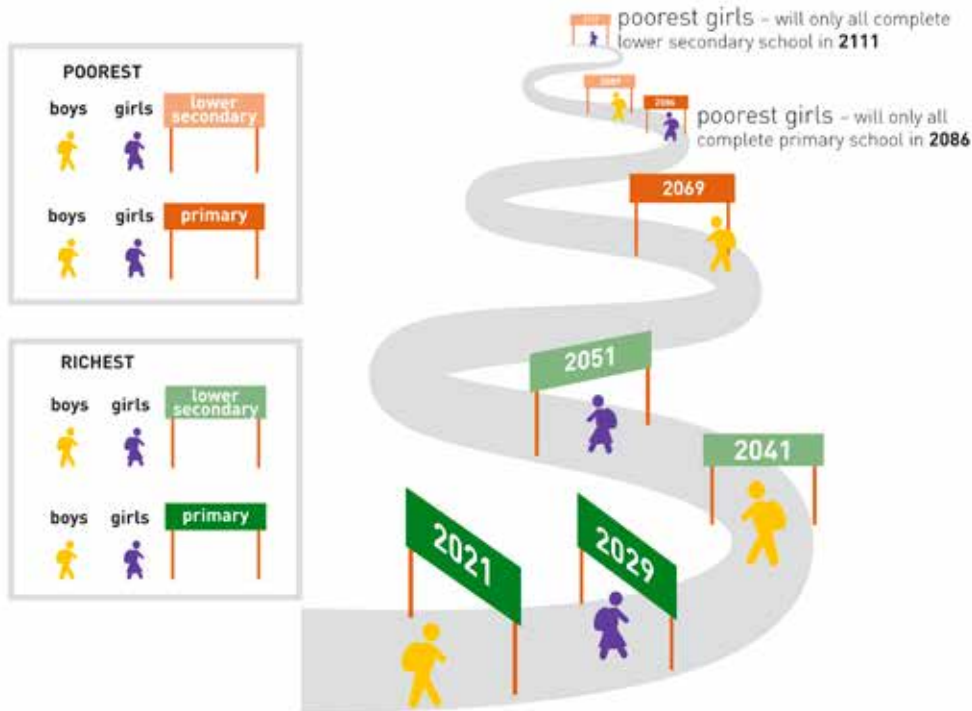 POOREST
boys girls lower secondary
boys girls primary
RICHEST
boys girls lower secondary
boys girls primary
poorest girls – will only all complete
lower secondary school in 2111
2086
poorest girls – will only all
complete primary school in 2086
2069
2051
2041
2021
2029